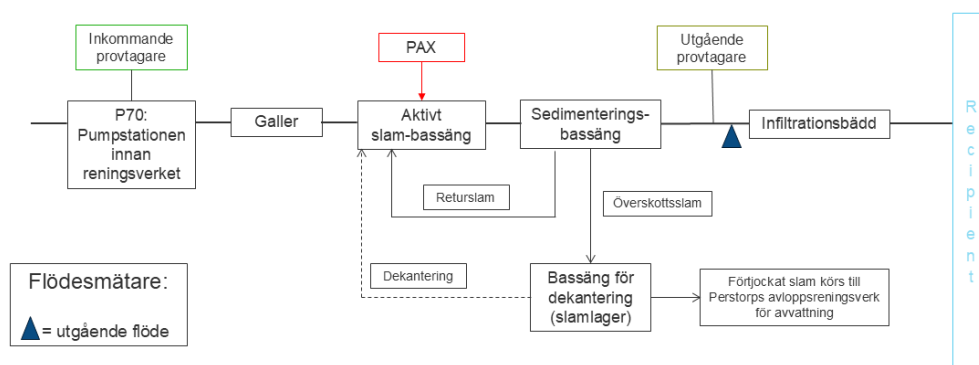 Inkommande
provtagare
PAX
Utgående
provtagare
P70:
Pumpstationen
innan
reningsverket
Galler
Aktivt
slam-bassäng
Sedimenterings-
bassäng
Infiltrationsbädd
Recipient
Returslam
Överskottsslam
Flödesmätare:
= utgående flöde
Dekantering
Bassäng för
dekantering
(slamlager)
Förtjockat slam körs till
Perstorps avloppsreningsverk
för avvattning